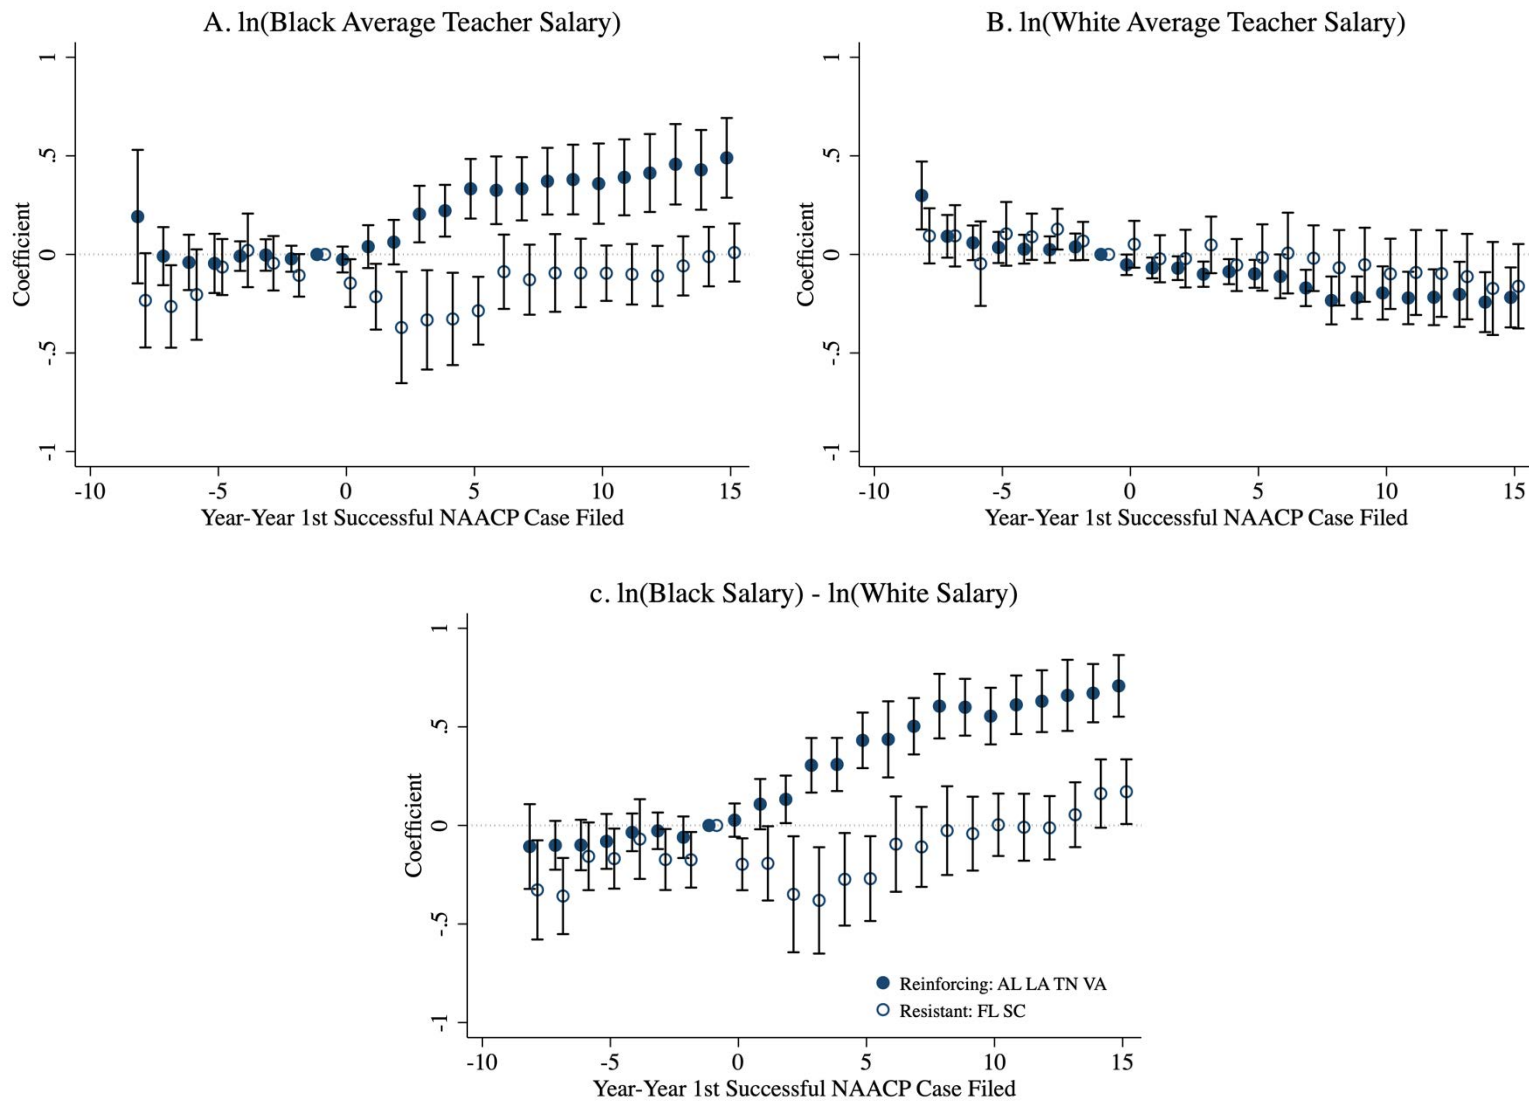 A. ln(Black Average Teacher Salary)
1
.5
0
-.5
-1
Coefficient
-10 -5 0 5 10 15
Year-Year 1st Successful NAACP Case Filed
B. ln(White Average Teacher Salary)
1
.5
0
-.5
-1
Coefficient
-10 -5 0 5 10 15
Year-Year 1st Successful NAACP Case Filed
c. ln(Black Salary) - ln(White Salary)
1
.5
0
-.5
-1
Coefficient
Reinforcing: AL LA TN VA
Resistant: FL SC
-10 -5 0 5 10 15
Year-Year 1st Successful NAACP Case Filed